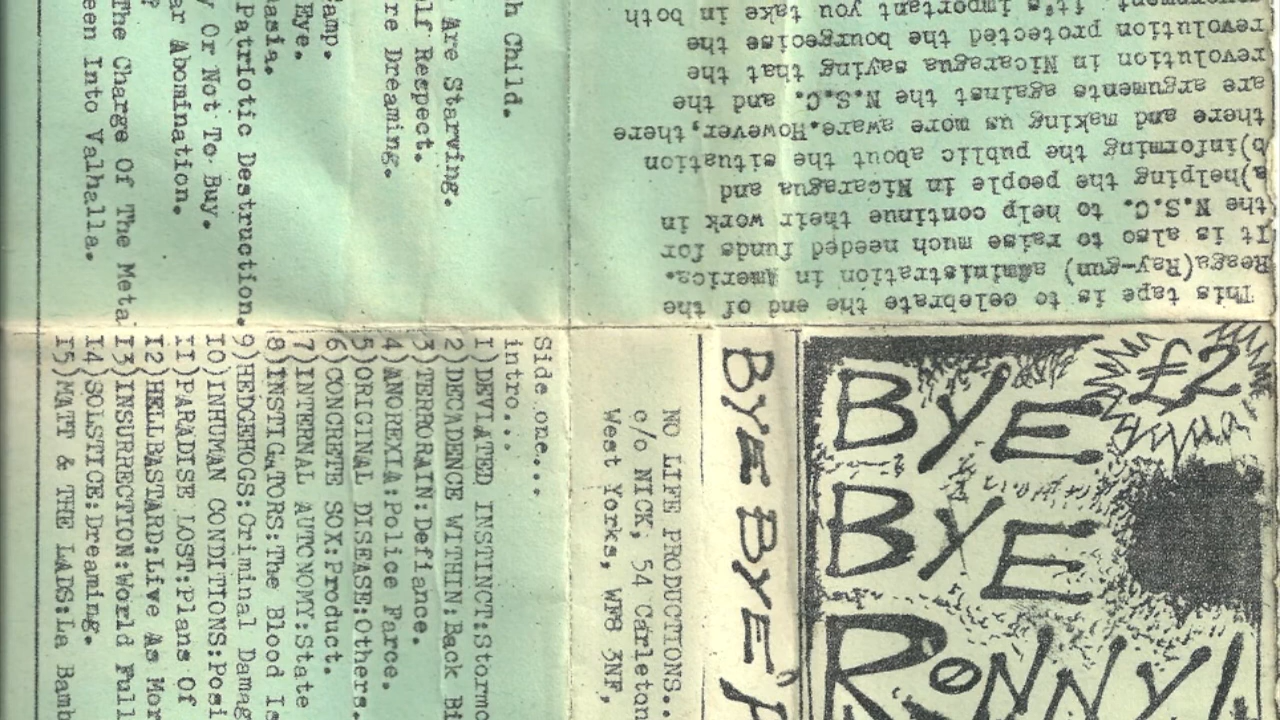 £2
BYE
BYE
RONNY!
BYE BYE
NO LIFE PRODUCTIONS..
c/o NICK, 54 Carleton
West Yorks, WF8 3NF,
Side one....
intro...
1)DEVIATED INSTINCT:Stormc
2)DECADENCE WITHIN:Back Bi
3)TERRORAIN:Defiance.
4)ANOREXIA:Police Farce.
5)ORIGINAL DISEASE:Others.
6)CONCRETE SOX:Product.
7)INTERNAL AUTONOMY:State
8)INSTIGATORS:The Blood Is
9)HEDGEHOGS:Criminal Damag
10)INHUMAN CONDITIONS:Posi
11)PARADISE LOST:Plans Of
12)HELLBASTARD:Live As Mor
13)INSURRECTION:World Full
14)SOLSTICE:Dreaming.
15)MATT & THE LADS:La Bamb
h Child.
Are Starving.
lf Respect.
re Dreaming.
amp.
Eye.
asia.
Patriotic Destruction.
y Or Not To Buy.
ar Abomination.
?
The Charge Of The Meta
een Into Valhalla.
This tape is to celebrate the end of the
Reaga(Ray-gun) administration in America.
It is also to raise much needed funds for
the N.S.C. to help continue their work in
a)helping the people in Nicaragua and
b)informing the public about the situation
there and making us more aware.However,there
are arguments against the N.S.C. and the
revolution in Nicaragua saying that the
revolution protected the bourgeoise the
government, it's important you take in both